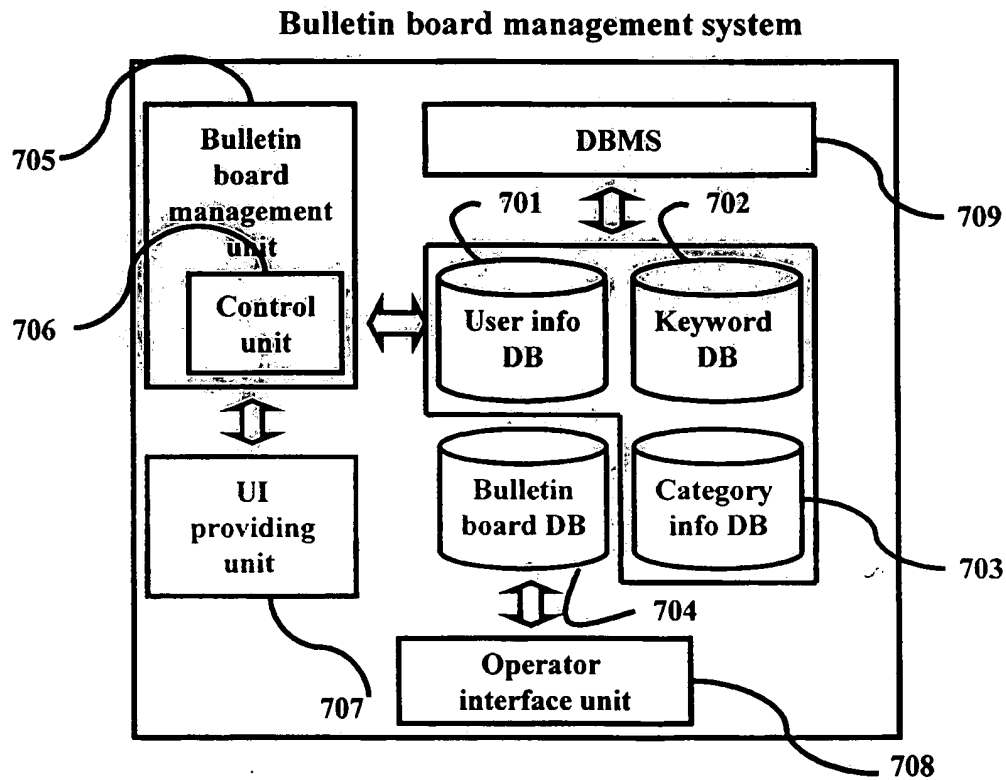 Bulletin board management system
705
Bulletin
board
management
unit
706
Control
unit
DBMS
709
701
702
User info
DB
Keyword
DB
Bulletin
board DB
Category
info DB
703
704
UI
providing
unit
707
Operator
interface unit
708